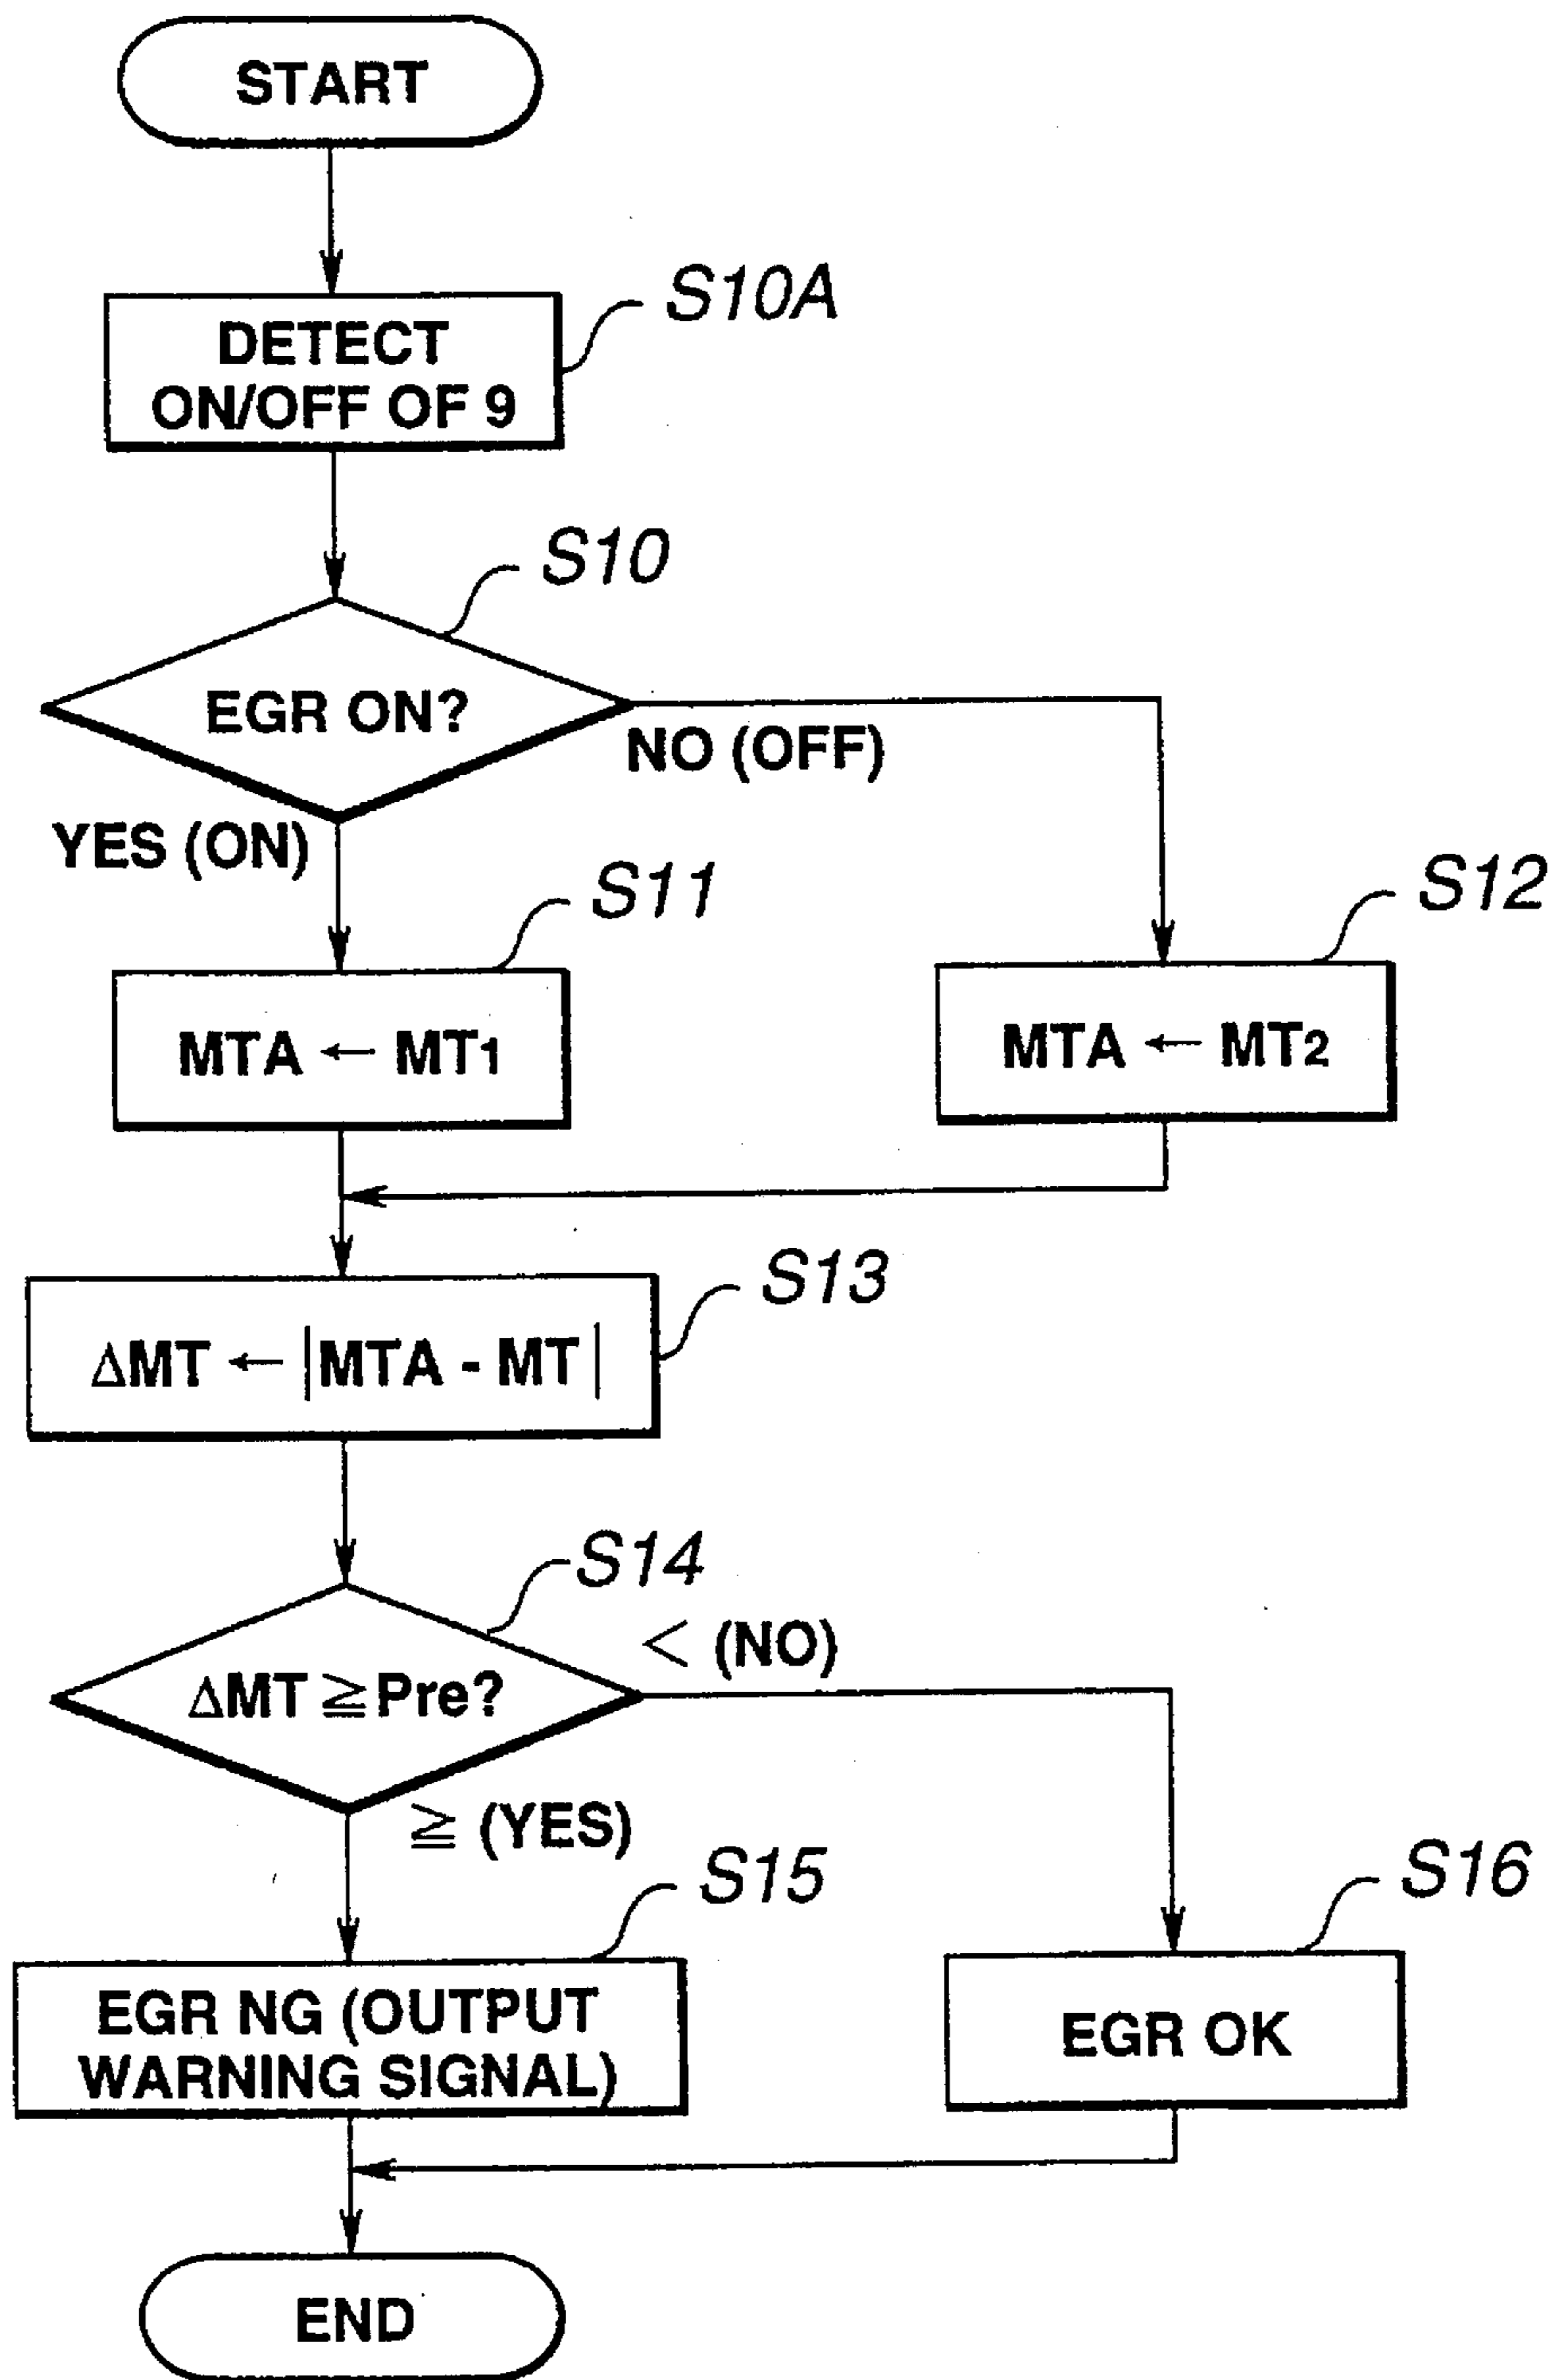 START
S10A
DETECT
ON/OFF OF 9
S10
EGR ON?
NO (OFF)
YES (ON)
S11
S12
MTA ← MT1
MTA ← MT2
S13
ΔMT ← |MTA - MT|
S14
< (NO)
ΔMT ≧ Pre?
≧ (YES)
S15
S16
EGR NG (OUTPUT
WARNING SIGNAL)
EGR OK
END